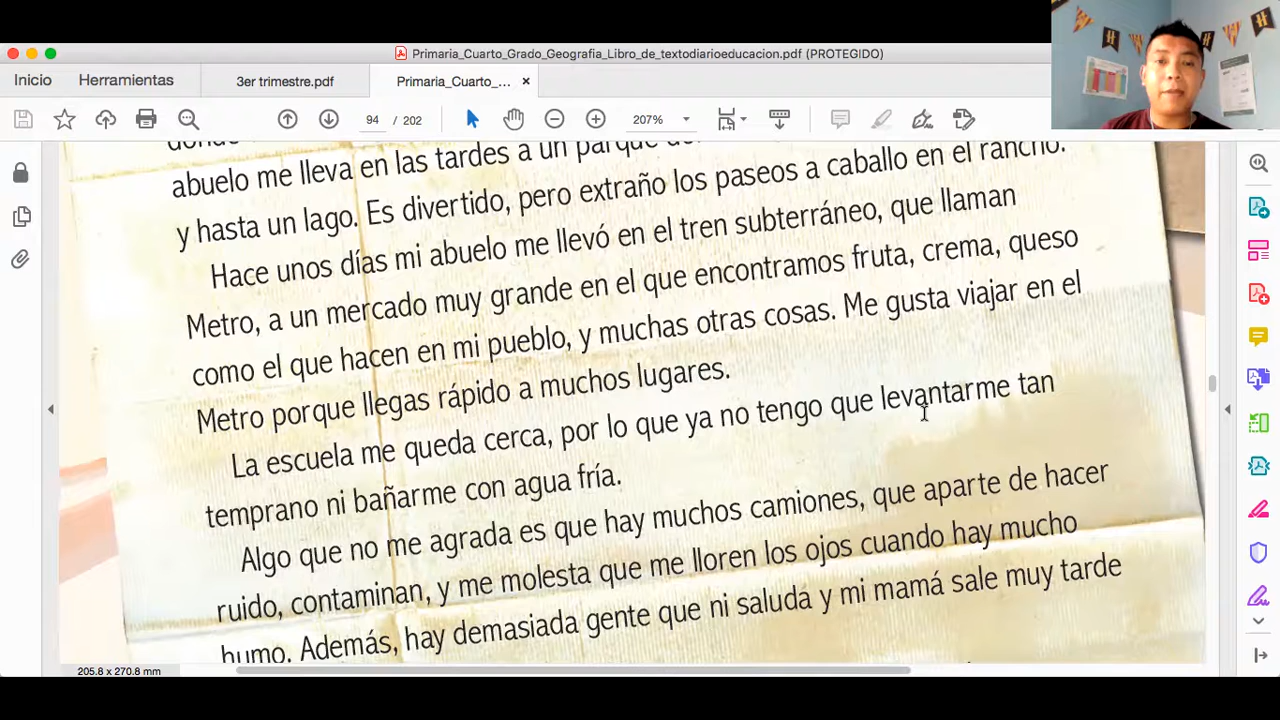 Primaria_Cuarto_Grado_Geografia_Libro_de_textodiarioeducacion.pdf (PROTEGIDO)
Inicio Herramientas 3er trimestre.pdf Primaria_Cuarto_... ×
94 / 202 207%
abuelo me lleva en las tardes a un parque
y hasta un lago. Es divertido, pero extraño los paseos a caballo en el rancho.
Hace unos días mi abuelo me llevó en el tren subterráneo, que llaman
Metro, a un mercado muy grande en el que encontramos fruta, crema, queso
como el que hacen en mi pueblo, y muchas otras cosas. Me gusta viajar en el
Metro porque llegas rápido a muchos lugares.
La escuela me queda cerca, por lo que ya no tengo que levantarme tan
temprano ni bañarme con agua fría.
Algo que no me agrada es que hay muchos camiones, que aparte de hacer
ruido, contaminan, y me molesta que me lloren los ojos cuando hay mucho
humo. Además, hay demasiada gente que ni saluda y mi mamá sale muy tarde
205.8 x 270.8 mm